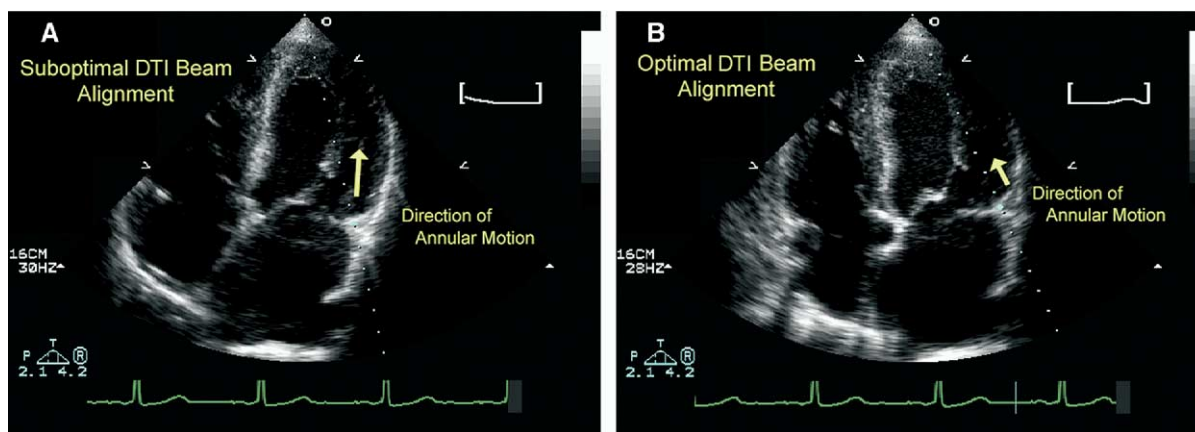 A
Suboptimal DTI Beam
Alignment
Direction of
Annular Motion
16CM
30HZ
P T R
2.1 4.2
B
Optimal DTI Beam
Alignment
Direction of
Annular Motion
16CM
28HZ
P T R
2.1 4.2